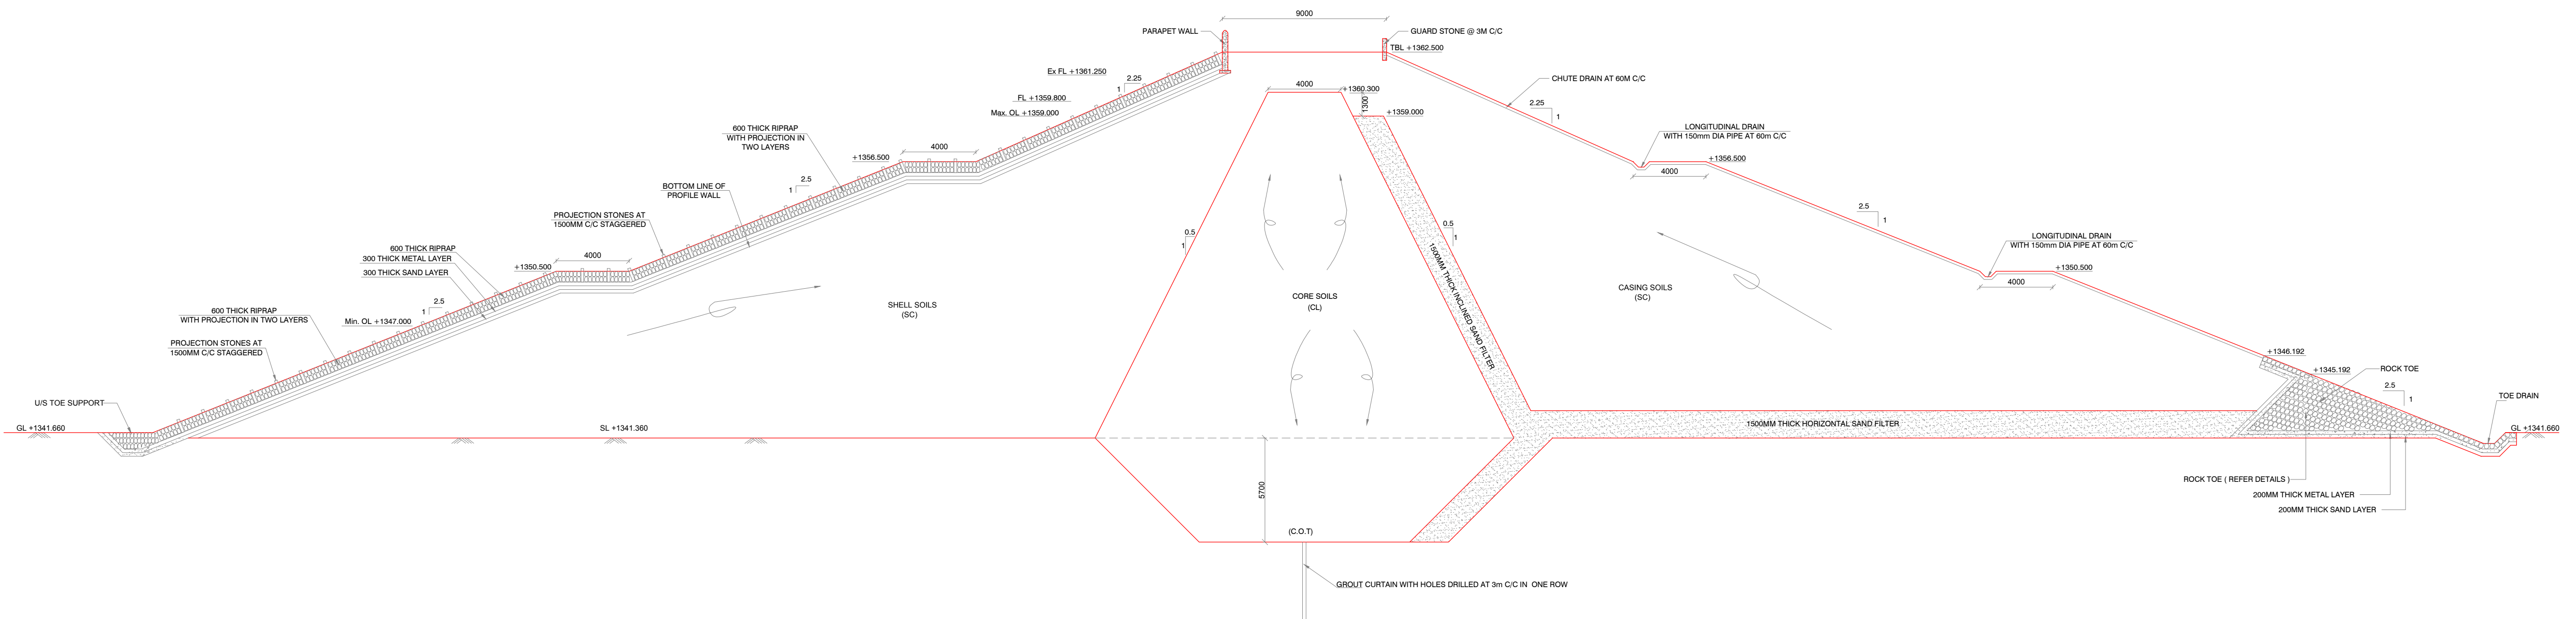 9000
PARAPET WALL
GUARD STONE @ 3M C/C
TBL +1362.500
Ex FL +1361.250
2.25
1
FL +1359.800
Max. OL +1359.000
4000
+1360.300
1300
+1359.000
CHUTE DRAIN AT 60M C/C
2.25
1
600 THICK RIPRAP
WITH PROJECTION IN
TWO LAYERS
LONGITUDINAL DRAIN
WITH 150mm DIA PIPE AT 60m C/C
4000
+1356.500
+1356.500
4000
2.5
1
BOTTOM LINE OF
PROFILE WALL
PROJECTION STONES AT
1500MM C/C STAGGERED
2.5
1
0.5
1
0.5
1
LONGITUDINAL DRAIN
WITH 150mm DIA PIPE AT 60m C/C
600 THICK RIPRAP
300 THICK METAL LAYER
300 THICK SAND LAYER
4000
+1350.500
+1350.500
4000
1500MM THICK INCLINED SAND FILTER
CORE SOILS
(CL)
CASING SOILS
(SC)
SHELL SOILS
(SC)
2.5
1
600 THICK RIPRAP
WITH PROJECTION IN TWO LAYERS
Min. OL +1347.000
PROJECTION STONES AT
1500MM C/C STAGGERED
+1346.192
+1345.192
ROCK TOE
2.5
1
TOE DRAIN
U/S TOE SUPPORT
GL +1341.660
SL +1341.360
1500MM THICK HORIZONTAL SAND FILTER
GL +1341.660
5700
ROCK TOE ( REFER DETAILS )
200MM THICK METAL LAYER
200MM THICK SAND LAYER
(C.O.T)
GROUT CURTAIN WITH HOLES DRILLED AT 3m C/C IN ONE ROW